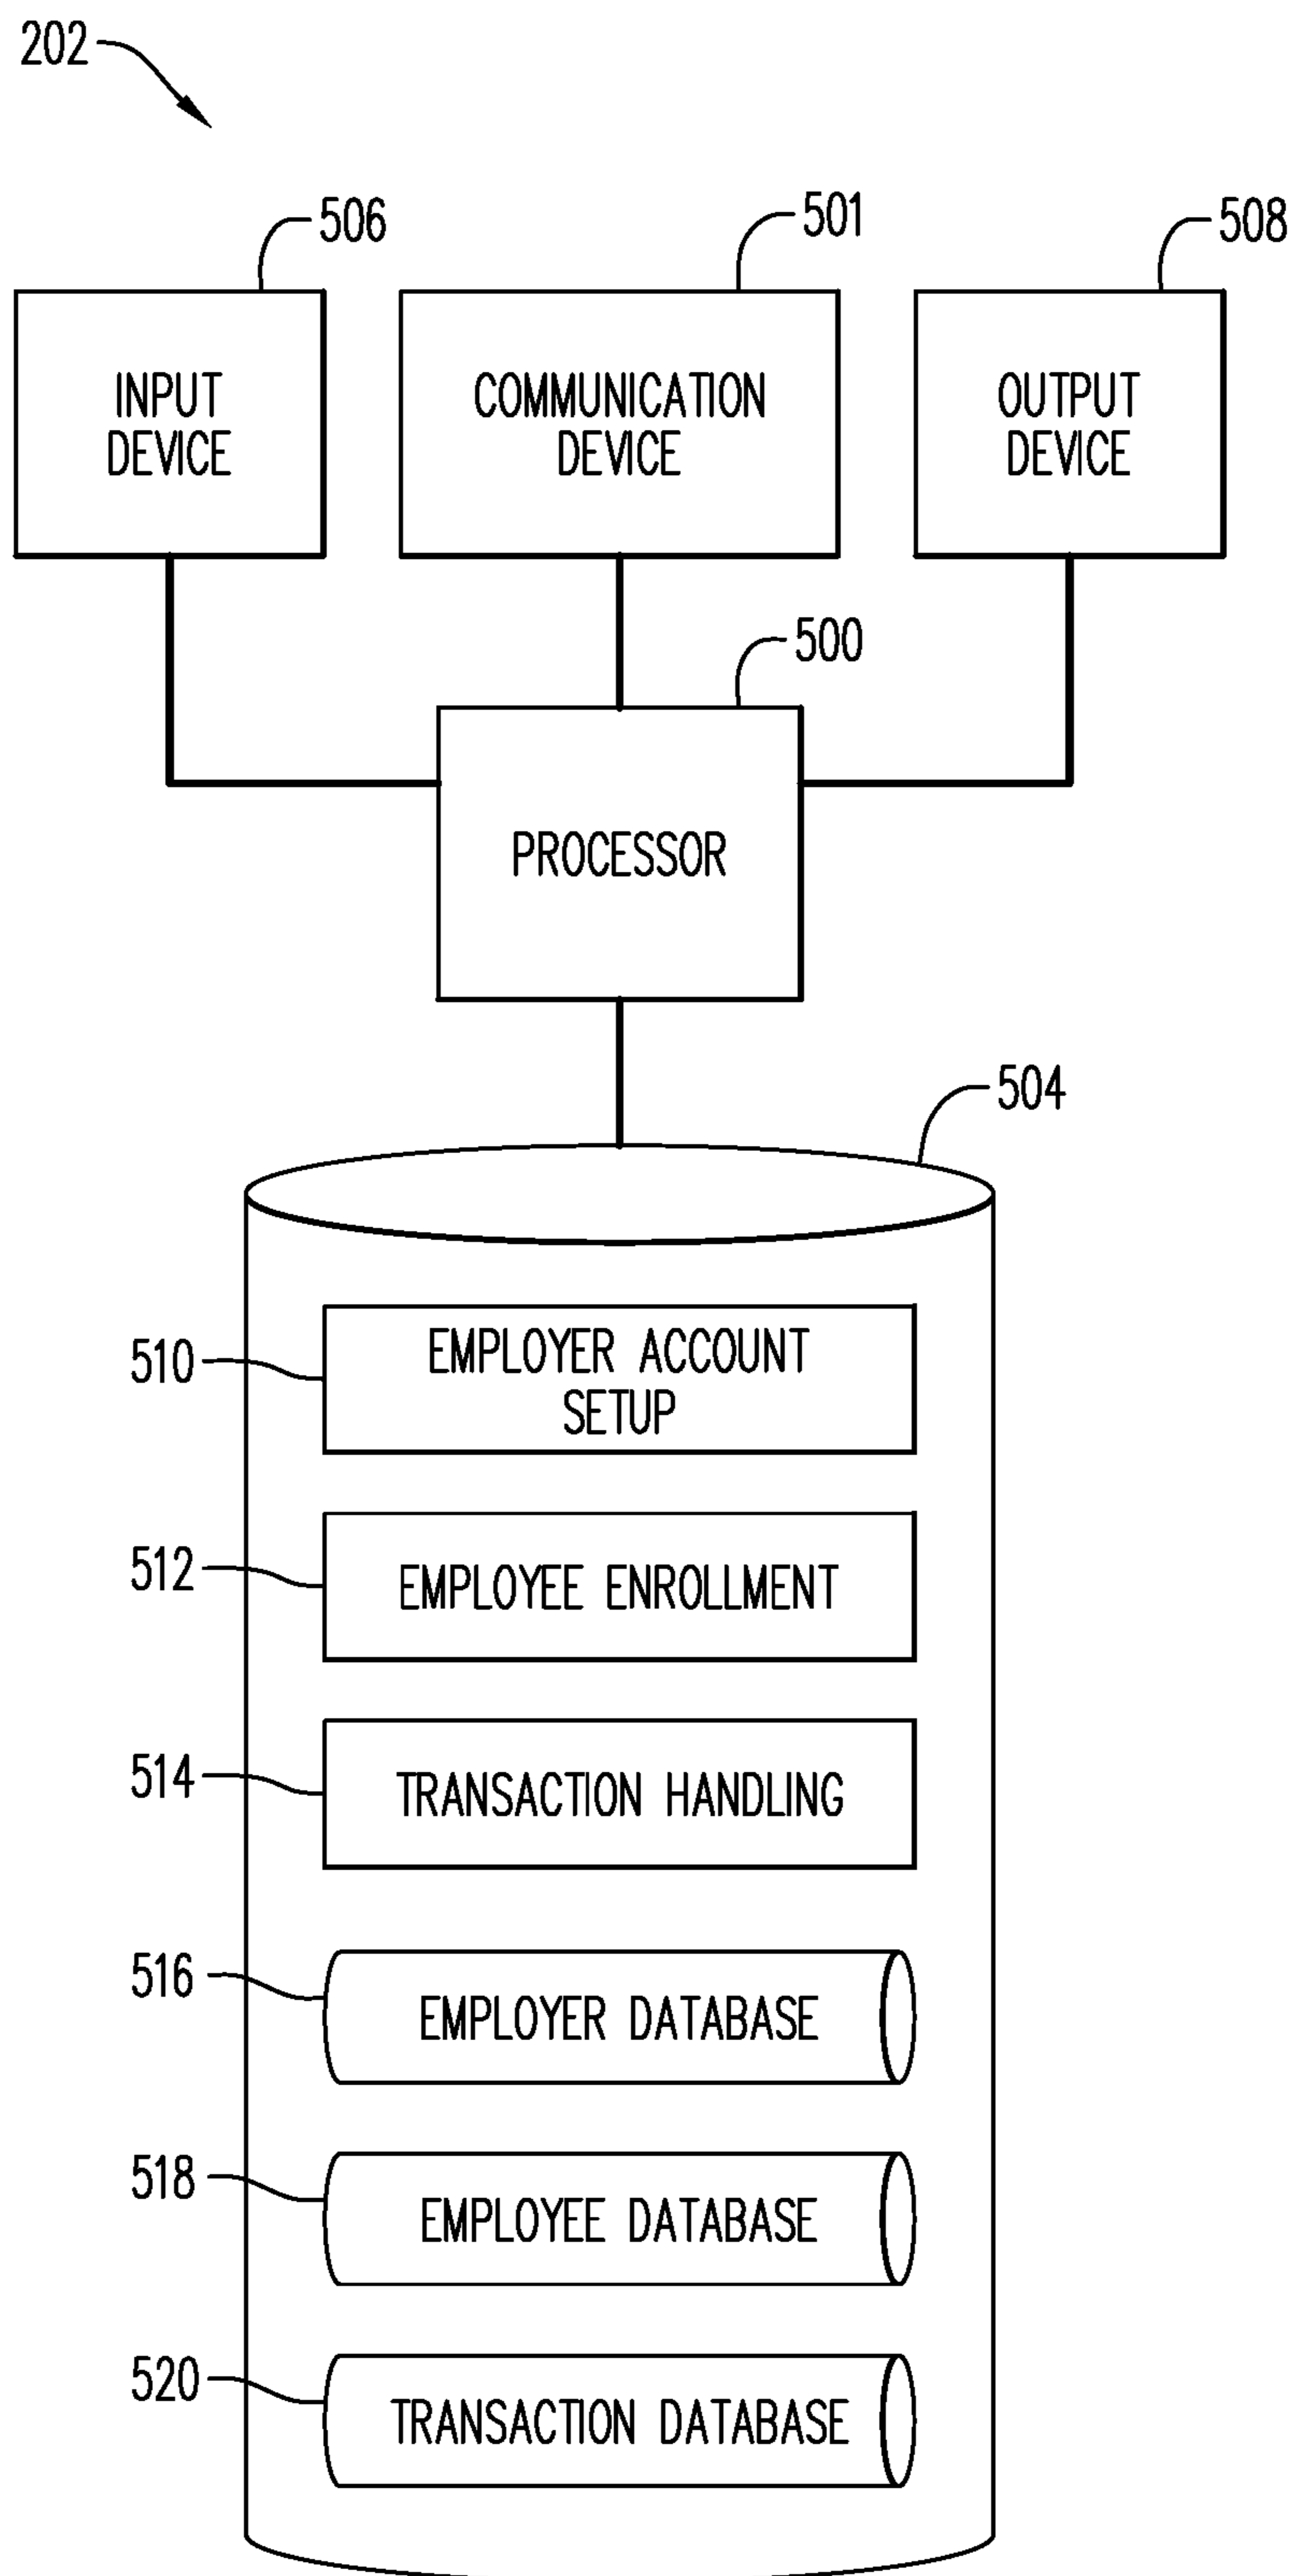 202
506
501
508
INPUT
DEVICE
COMMUNICATION
DEVICE
OUTPUT
DEVICE
500
PROCESSOR
504
510
EMPLOYER ACCOUNT
SETUP
512
EMPLOYEE ENROLLMENT
514
TRANSACTION HANDLING
516
EMPLOYER DATABASE
518
EMPLOYEE DATABASE
520
TRANSACTION DATABASE